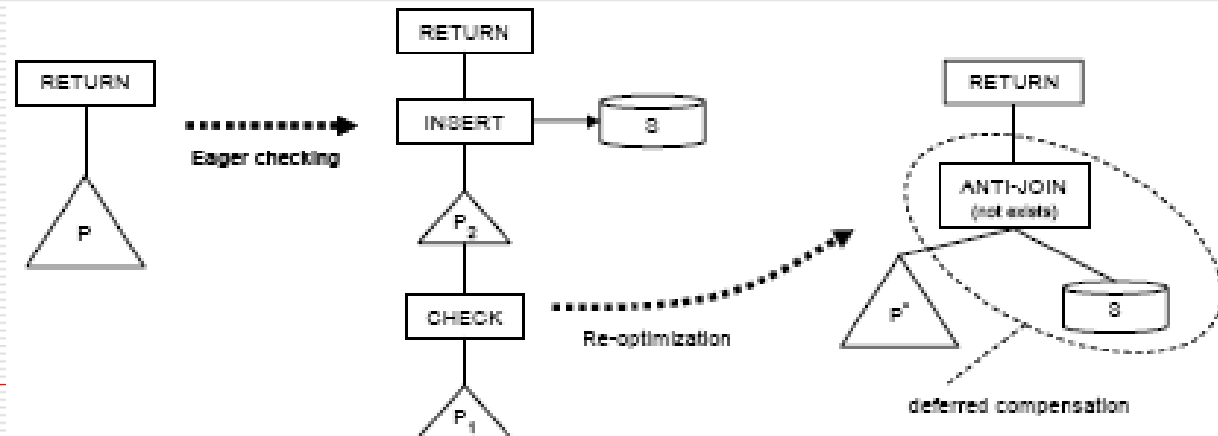 RETURN
P
Eager checking
RETURN
INSERT
S
P2
CHECK
P1
Re-optimization
RETURN
ANTI-JOIN
(not exists)
P*
S
deferred compensation